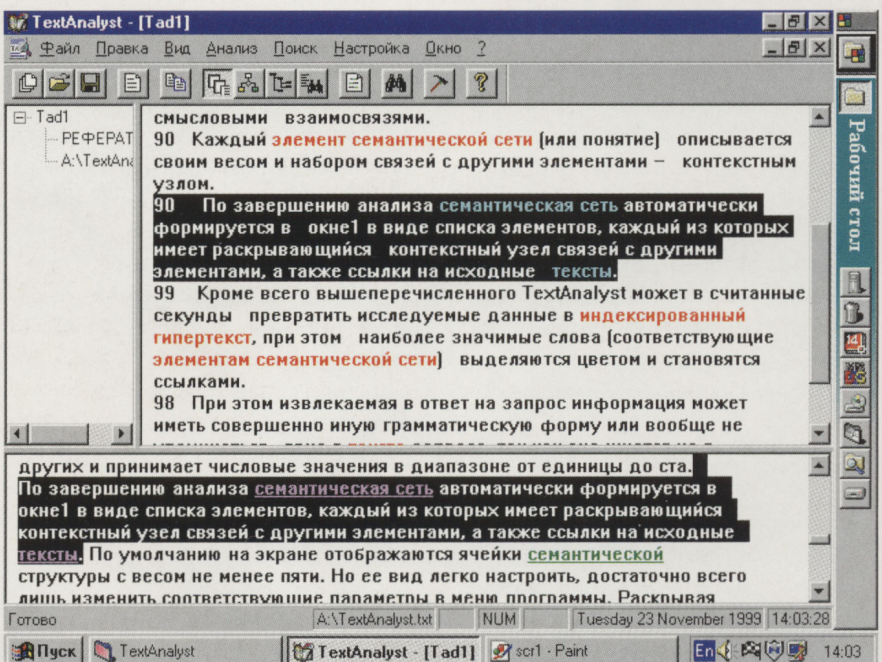 TextAnalyst - [Tad1]
Файл Правка Вид Анализ Поиск Настройка Окно ?
Tad1
РЕФЕРАТ
A:\TextAna
смысловыми взаимосвязями.
90 Каждый элемент семантической сети (или понятие) описывается
своим весом и набором связей с другими элементами – контекстным
узлом.
90 По завершению анализа семантическая сеть автоматически
формируется в окне1 в виде списка элементов, каждый из которых
имеет раскрывающийся контекстный узел связей с другими
элементами, а также ссылки на исходные тексты.
99 Кроме всего вышеперечисленного TextAnalyst может в считанные
секунды превратить исследуемые данные в индексированный
гипертекст, при этом наиболее значимые слова (соответствующие
элементам семантической сети) выделяются цветом и становятся
ссылками.
98 При этом извлекаемая в ответ на запрос информация может
иметь совершенно иную грамматическую форму или вообще не
других и принимает числовые значения в диапазоне от единицы до ста.
По завершению анализа семантическая сеть автоматически формируется в
окне1 в виде списка элементов, каждый из которых имеет раскрывающийся
контекстный узел связей с другими элементами, а также ссылки на исходные
тексты. По умолчанию на экране отображаются ячейки семантической
структуры с весом не менее пяти. Но ее вид легко настроить, достаточно всего
лишь изменить соответствующие параметры в меню программы. Раскрывая
Готово A:\TextAnalyst.txt NUM Tuesday 23 November 1999 14:03:28
Пуск TextAnalyst TextAnalyst - [Tad1] scr1 - Paint En 14:03
Рабочий стол
14